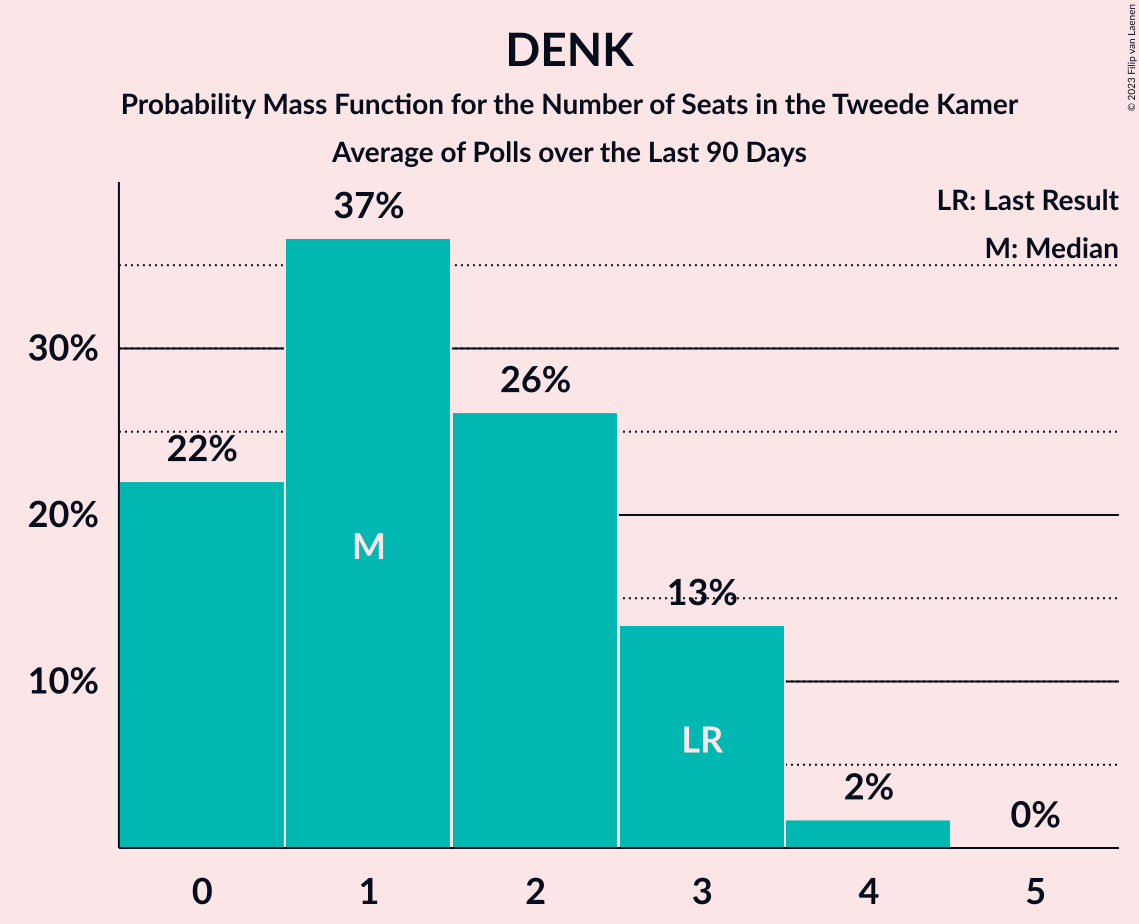 DENK
Probability Mass Function for the Number of Seats in the Tweede Kamer
Average of Polls over the Last 90 Days
© 2023 Filip van Laenen
LR: Last Result
M: Median
37%
30%
26%
22%
20%
M
13%
10%
LR
2%
0%
0 1 2 3 4 5